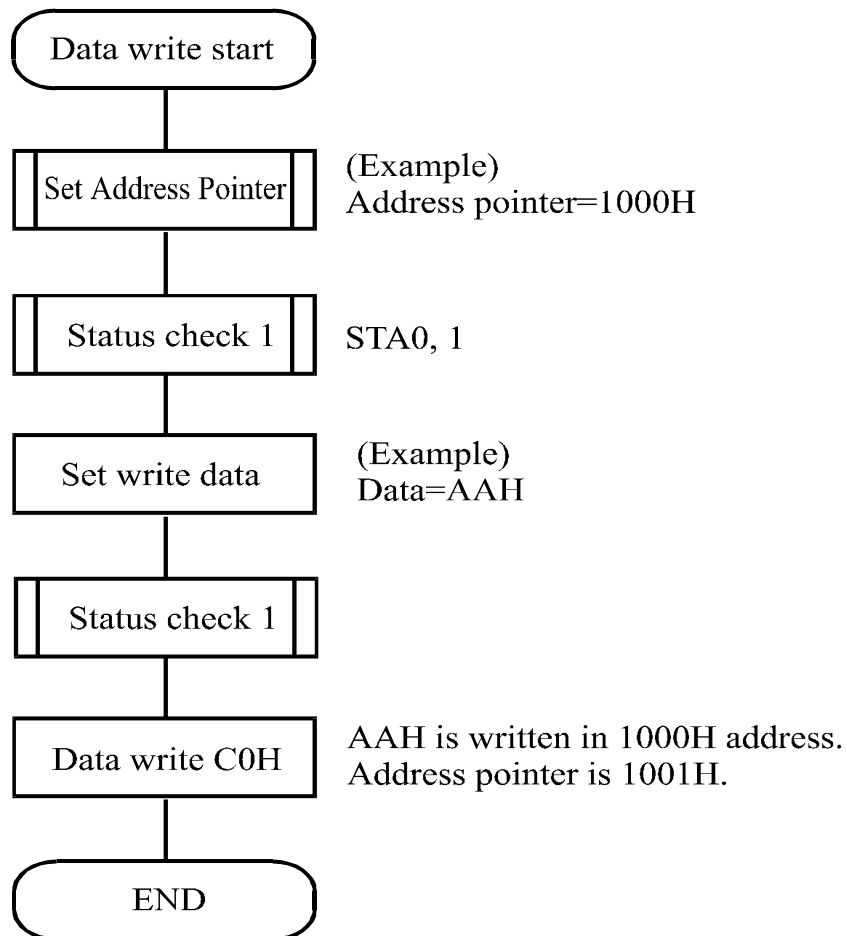 Data write start
Set Address Pointer
(Example)
Address pointer=1000H
Status check 1
STA0, 1
Set write data
(Example)
Data=AAH
Status check 1
Data write C0H
AAH is written in 1000H address.
Address pointer is 1001H.
END